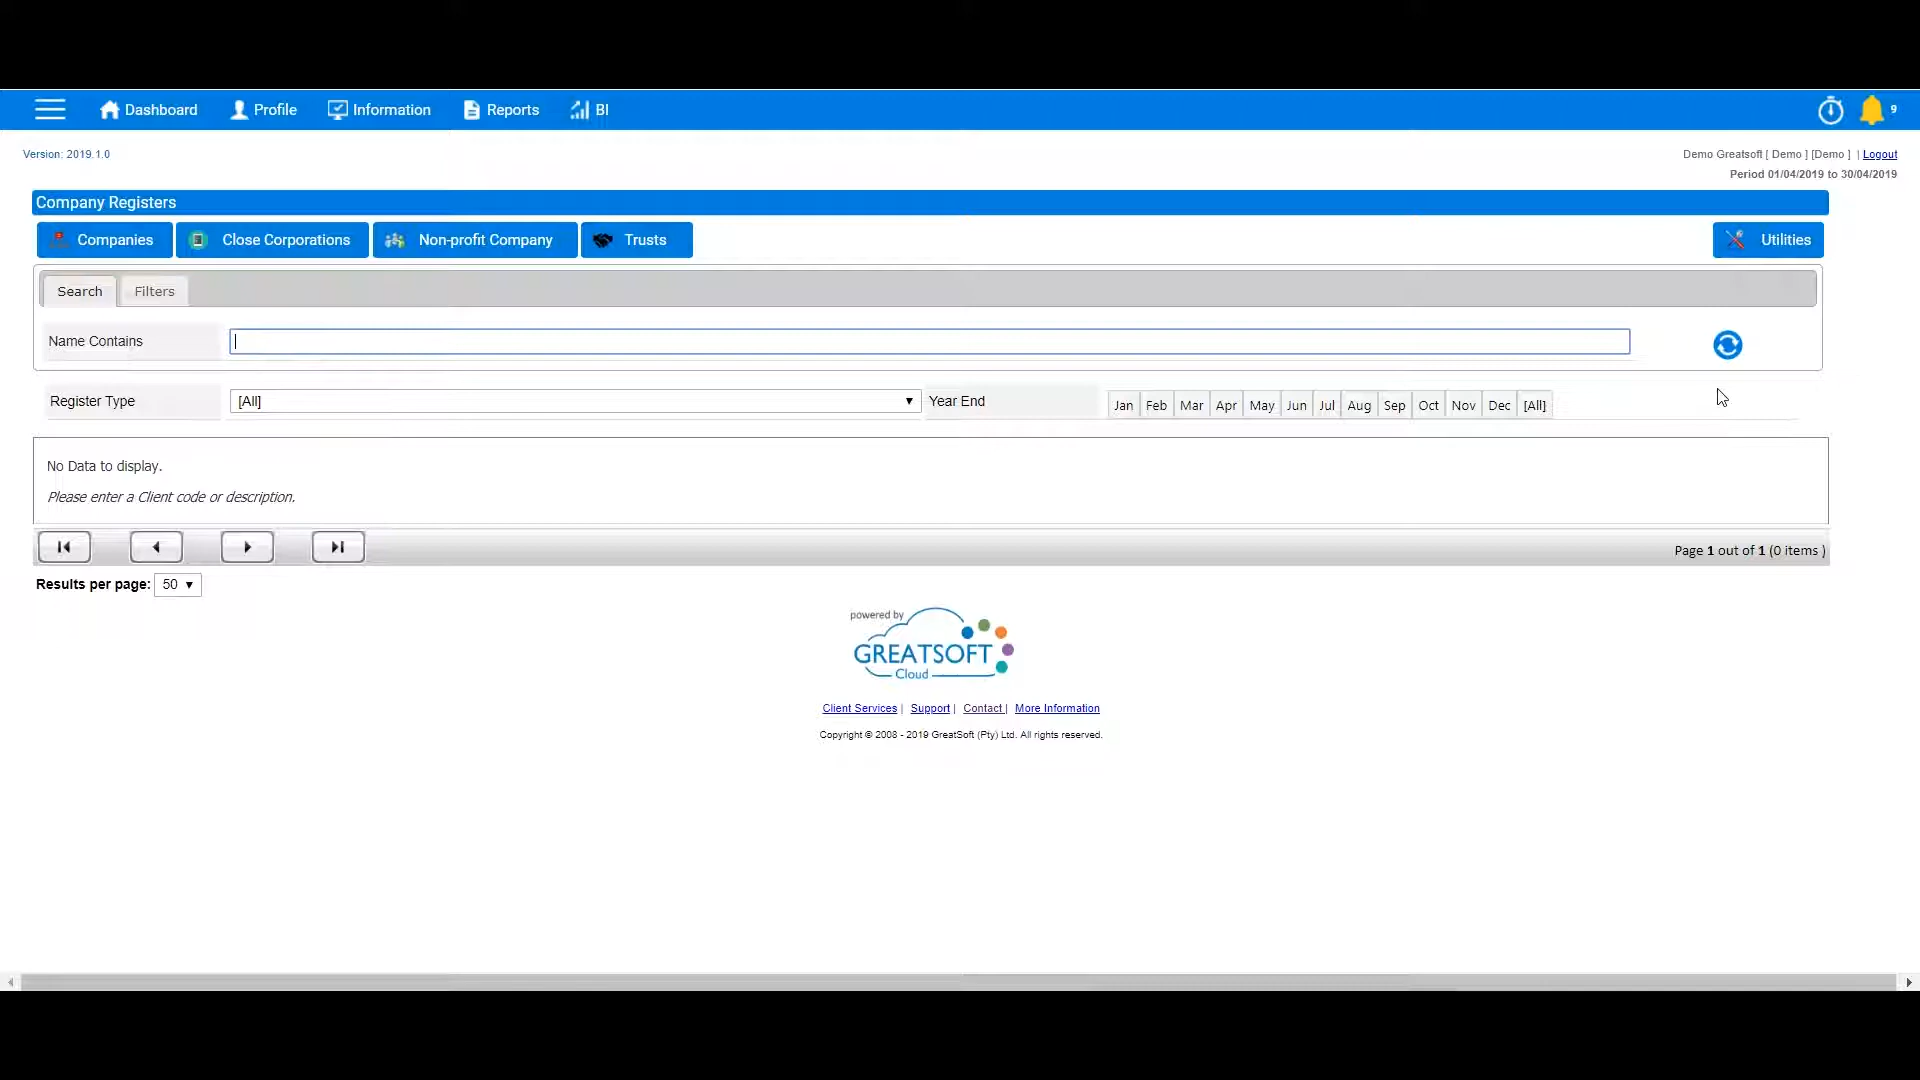 Dashboard Profile Information Reports BI 9
Version: 2019.1.0
Demo Greatsoft [ Demo ] [Demo ] | Logout
Period 01/04/2019 to 30/04/2019
Company Registers
Companies Close Corporations Non-profit Company Trusts Utilities
Search Filters
Name Contains
Register Type [All] Year End Jan Feb Mar Apr May Jun Jul Aug Sep Oct Nov Dec [All]
No Data to display.
Please enter a Client code or description.
Page 1 out of 1 (0 items )
Results per page: 50
powered by
GREATSOFT
Cloud
Client Services | Support | Contact | More Information
Copyright © 2008 - 2019 GreatSoft (Pty) Ltd. All rights reserved.